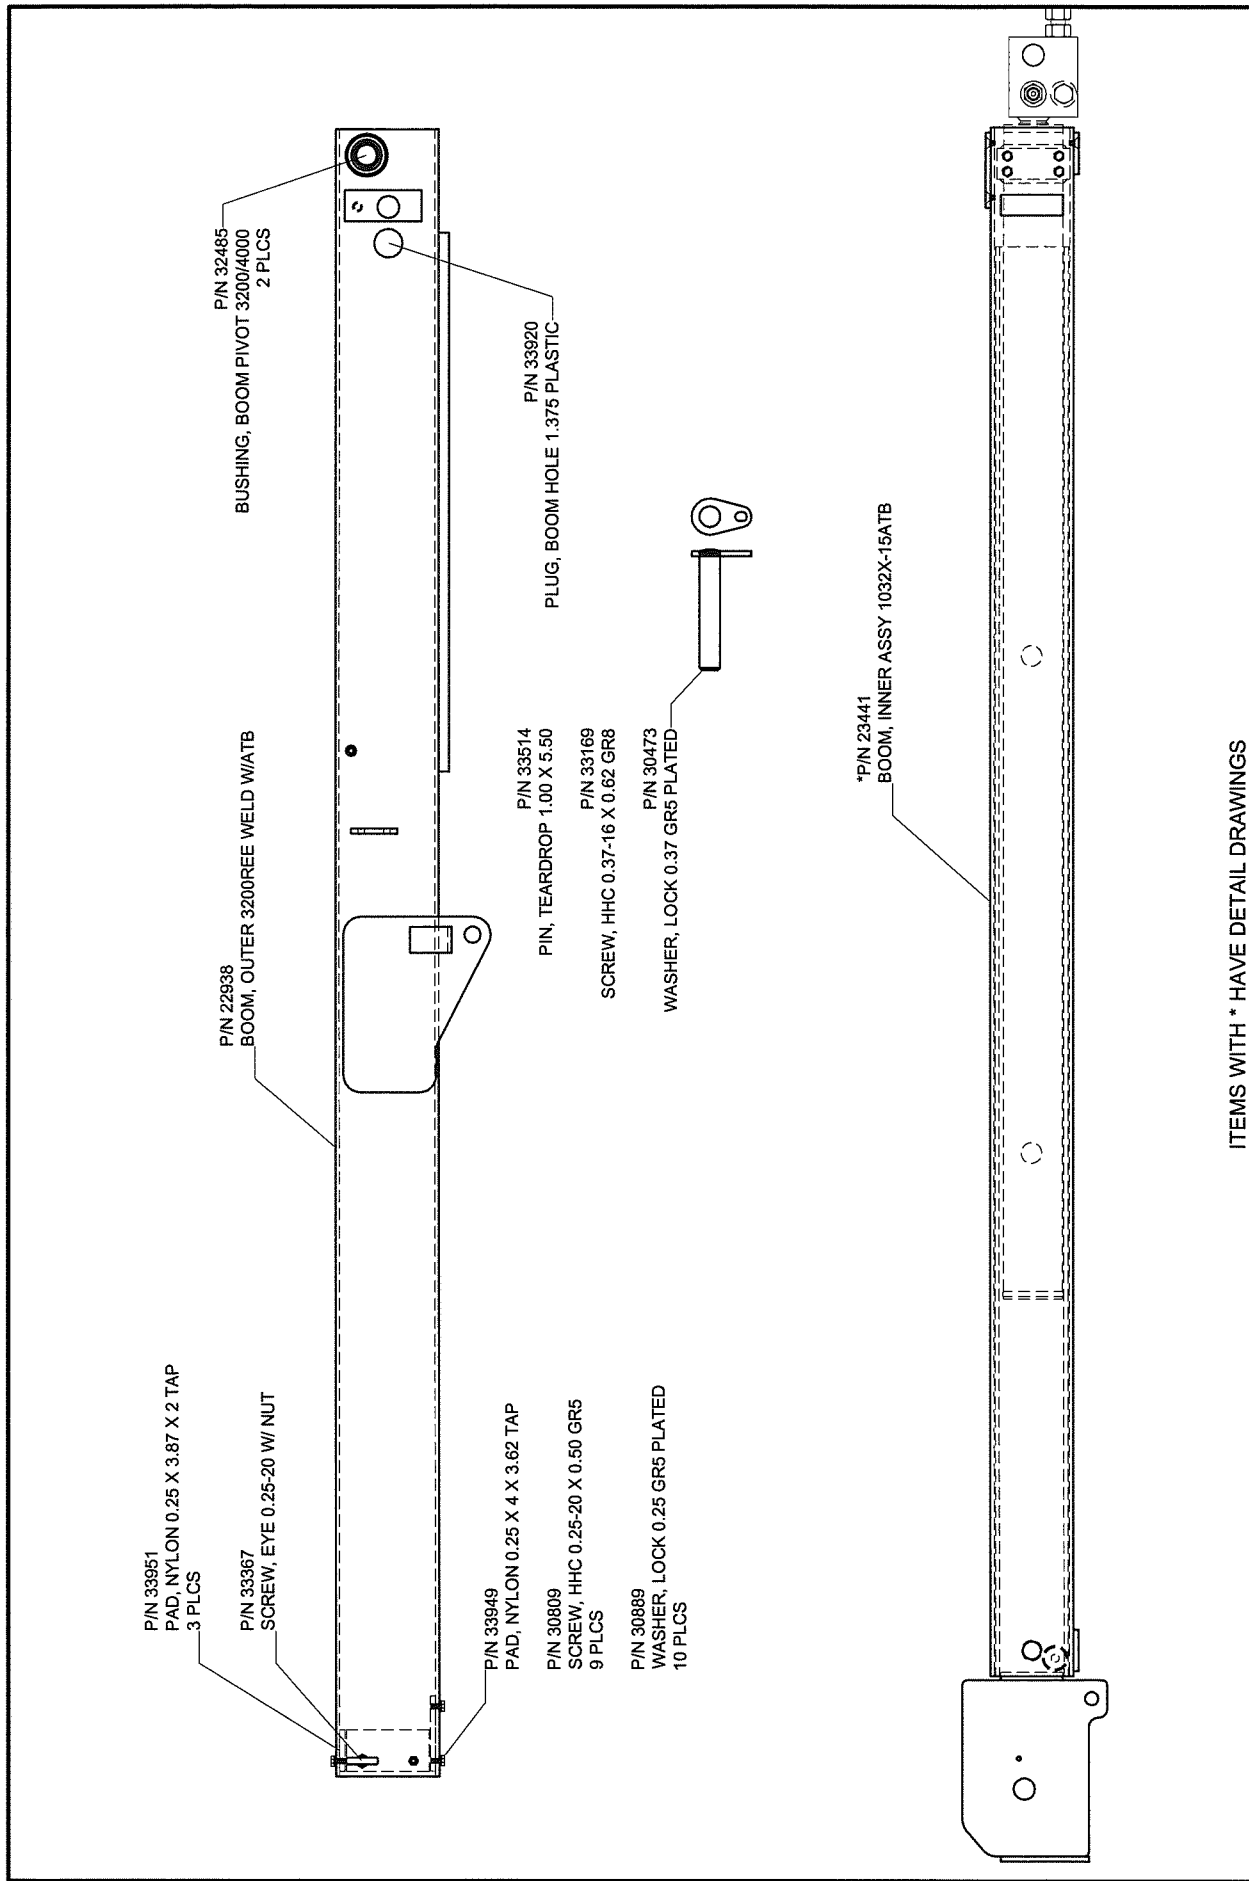 P/N 33951
PAD, NYLON 0.25 X 3.87 X 2 TAP
3 PLCS
P/N 33367
SCREW, EYE 0.25-20 W/ NUT
P/N 22938
BOOM, OUTER 3200REE WELD W/ATB
P/N 32485
BUSHING, BOOM PIVOT 3200/4000
2 PLCS
P/N 33949
PAD, NYLON 0.25 X 4 X 3.62 TAP
P/N 30809
SCREW, HHC 0.25-20 X 0.50 GR5
9 PLCS
P/N 30889
WASHER, LOCK 0.25 GR5 PLATED
10 PLCS
P/N 33514
PIN, TEARDROP 1.00 X 5.50
P/N 33169
SCREW, HHC 0.37-16 X 0.62 GR8
P/N 30473
WASHER, LOCK 0.37 GR5 PLATED
P/N 33920
PLUG, BOOM HOLE 1.375 PLASTIC
*P/N 23441
BOOM, INNER ASSY 1032X-15ATB
ITEMS WITH * HAVE DETAIL DRAWINGS